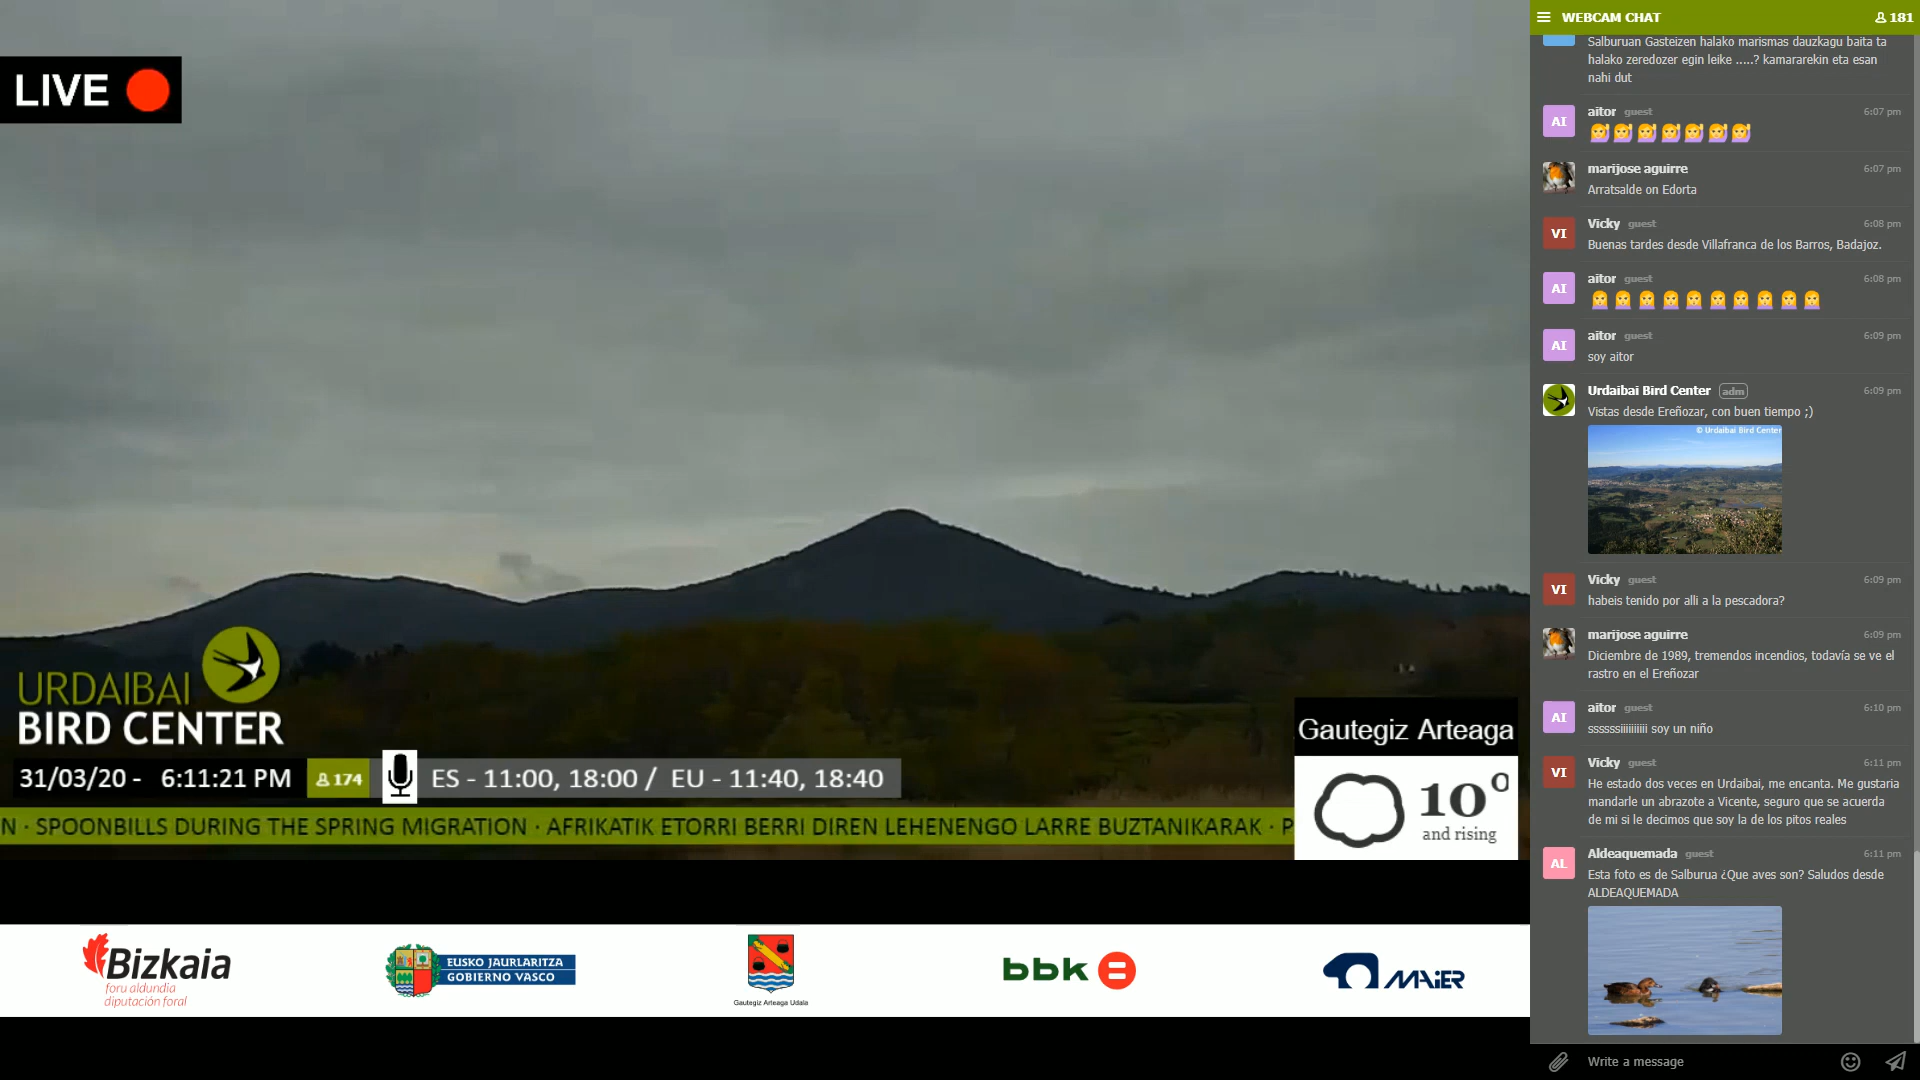 LIVE
URDAIBAI
BIRD CENTER
31/03/20 - 6:11:21 PM 174 ES - 11:00, 18:00 / EU - 11:40, 18:40
N · SPOONBILLS DURING THE SPRING MIGRATION · AFRIKATIK ETORRI BERRI DIREN LEHENENGO LARRE BUZTANIKARAK · P
Gautegiz Arteaga
10°
and rising
Bizkaia
foru aldundia
diputación foral
EUSKO JAURLARITZA
GOBIERNO VASCO
Gautegiz Arteaga Udala
bbk
MAIER
WEBCAM CHAT 181
Salburuan Gasteizen halako marismas dauzkagu baita ta
halako zeredozer egin leike .....? kamararekin eta esan
nahi dut
AI
aitor guest 6:07 pm
marijose aguirre 6:07 pm
Arratsalde on Edorta
VI
Vicky guest 6:08 pm
Buenas tardes desde Villafranca de los Barros, Badajoz.
AI
aitor guest 6:08 pm
AI
aitor guest 6:09 pm
soy aitor
Urdaibai Bird Center adm 6:09 pm
Vistas desde Ereñozar, con buen tiempo ;)
© Urdaibai Bird Center
VI
Vicky guest 6:09 pm
habeis tenido por alli a la pescadora?
marijose aguirre 6:09 pm
Diciembre de 1989, tremendos incendios, todavía se ve el
rastro en el Ereñozar
AI
aitor guest 6:10 pm
ssssssiiiiiiiiii soy un niño
VI
Vicky guest 6:11 pm
He estado dos veces en Urdaibai, me encanta. Me gustaria
mandarle un abrazote a Vicente, seguro que se acuerda
de mi si le decimos que soy la de los pitos reales
AL
Aldeaquemada guest 6:11 pm
Esta foto es de Salburua ¿Que aves son? Saludos desde
ALDEAQUEMADA
Write a message